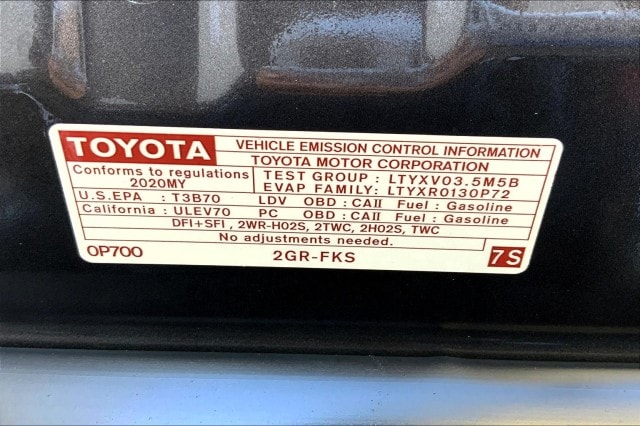 TOYOTA
VEHICLE EMISSION CONTROL INFORMATION
TOYOTA MOTOR CORPORATION
Conforms to regulations
2020MY
TEST GROUP : LTYXV03.5M5B
EVAP FAMILY: LTYXR0130P72
U.S.EPA : T3B70 LDV OBD : CAII Fuel : Gasoline
California : ULEV70 PC OBD : CAII Fuel : Gasoline
DFI+SFI , 2WR-HO2S, 2TWC, 2HO2S, TWC
No adjustments needed.
OP700 2GR-FKS 7S